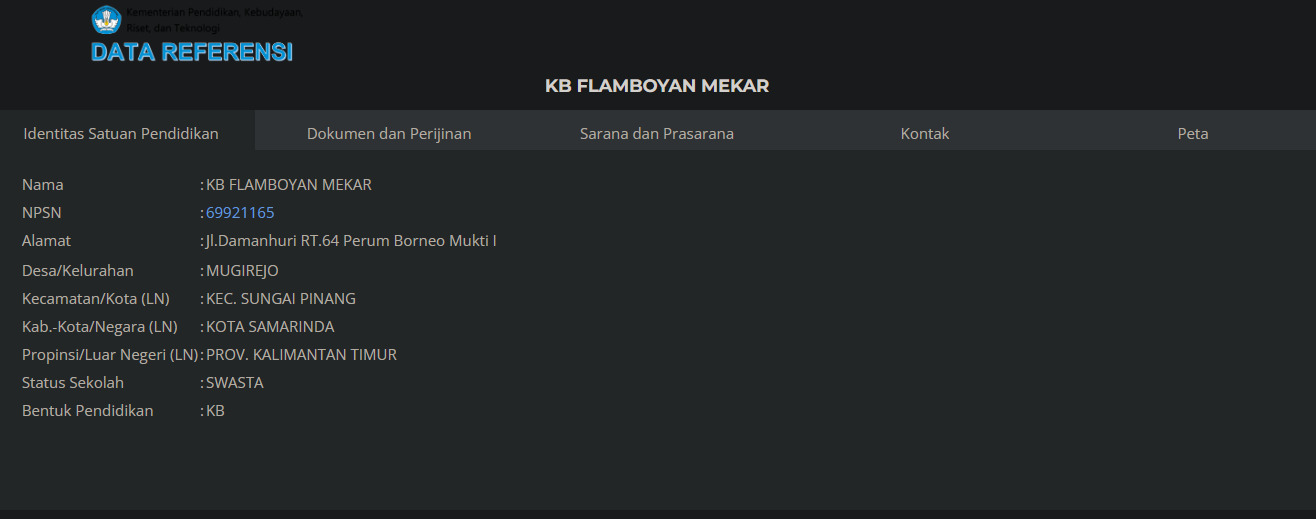 Kementerian Pendidikan, Kebudayaan,
Riset, dan Teknologi
DATA REFERENSI
KB FLAMBOYAN MEKAR
Identitas Satuan Pendidikan Dokumen dan Perijinan Sarana dan Prasarana Kontak Peta
Nama : KB FLAMBOYAN MEKAR
NPSN : 69921165
Alamat : Jl.Damanhuri RT.64 Perum Borneo Mukti I
Desa/Kelurahan : MUGIREJO
Kecamatan/Kota (LN) : KEC. SUNGAI PINANG
Kab.-Kota/Negara (LN) : KOTA SAMARINDA
Propinsi/Luar Negeri (LN) : PROV. KALIMANTAN TIMUR
Status Sekolah : SWASTA
Bentuk Pendidikan : KB